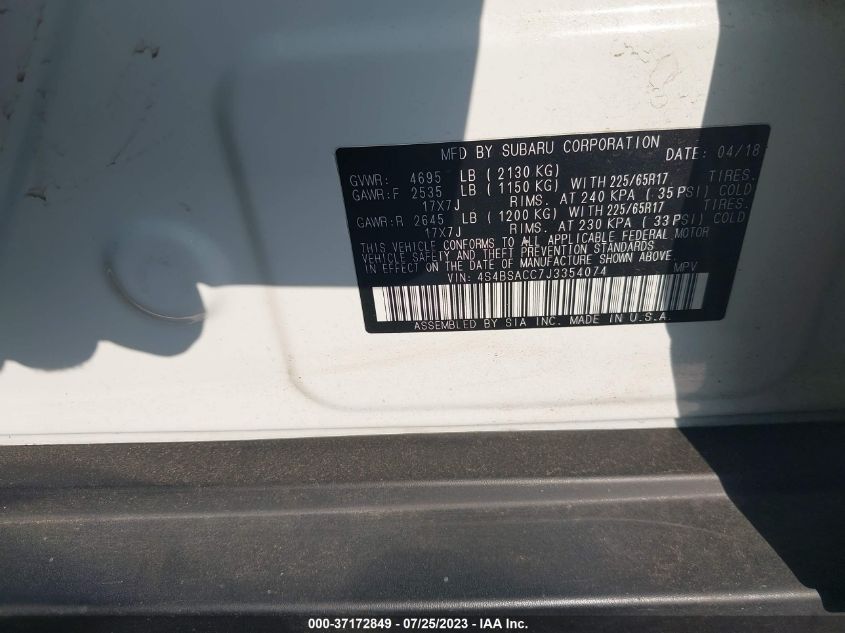 MFD BY SUBARU CORPORATION DATE: 04/18
GVWR: 4695 LB ( 2130 KG)
GAWR:F 2535 LB ( 1150 KG) WITH 225/65R17 TIRES.
17X7J RIMS. AT 240 KPA ( 35 PSI) COLD
GAWR:R 2645 LB ( 1200 KG) WITH 225/65R17 TIRES.
17X7J RIMS. AT 230 KPA ( 33 PSI) COLD
THIS VEHICLE CONFORMS TO ALL APPLICABLE FEDERAL MOTOR
VEHICLE SAFETY AND THEFT PREVENTION STANDARDS
IN EFFECT ON THE DATE OF MANUFACTURE SHOWN ABOVE.
VIN: 4S4BSACC7J3354074 MPV
ASSEMBLED BY SIA INC. MADE IN U.S.A.
000-37172849 - 07/25/2023 - IAA Inc.